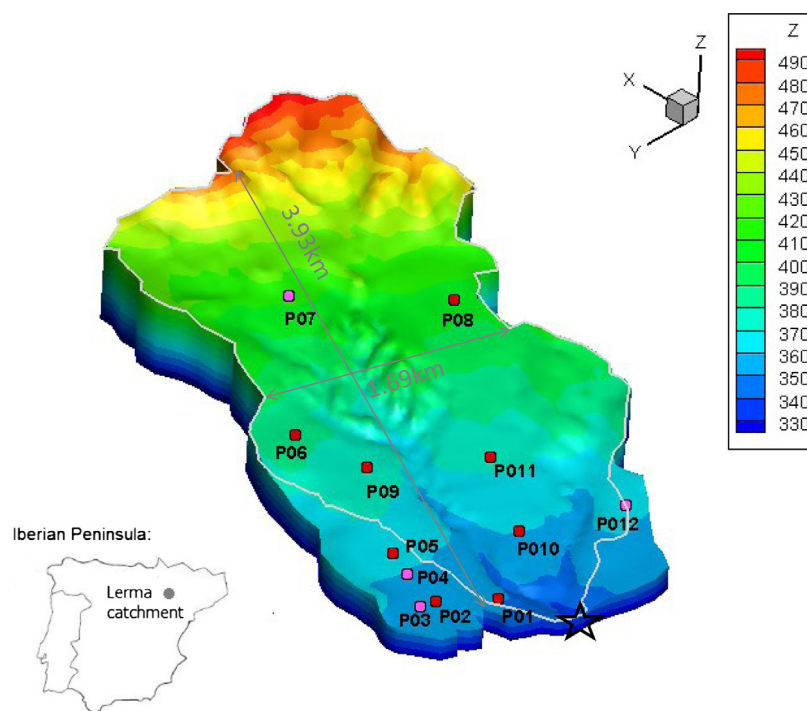 Z
490
480
470
460
450
440
430
420
410
400
390
380
370
360
350
340
330
Z
X
Y
3.93km
1.69km
P07
P08
P06
P09
P011
P012
P010
P05
P04
P03
P02
P01
Iberian Peninsula:
Lerma
catchment